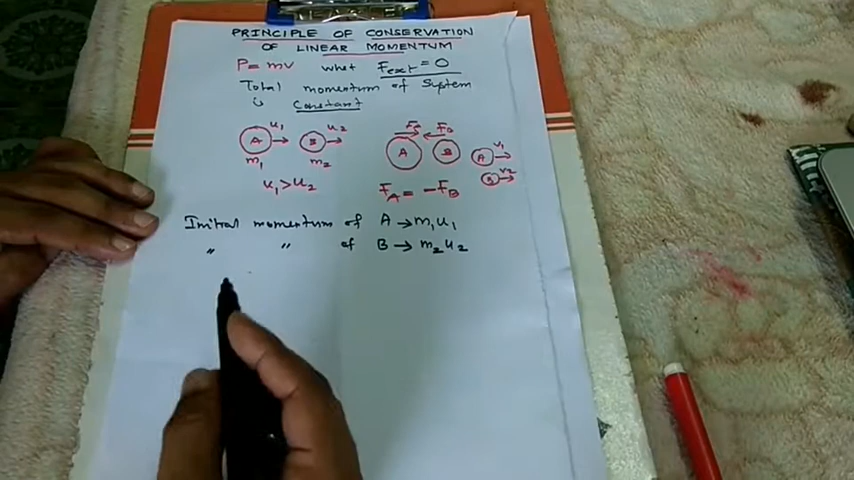 PRINCIPLE OF CONSERVATION
OF LINEAR MOMENTUM
P=mv when Fext=0
Total momentum of System
is Constant
A u₁ B u₂ FA FB
m₁ m₂ A B A v₁
B v₂
u₁>u₂ FA = -FB
Initial momentum of A → m₁u₁
" " of B → m₂u₂